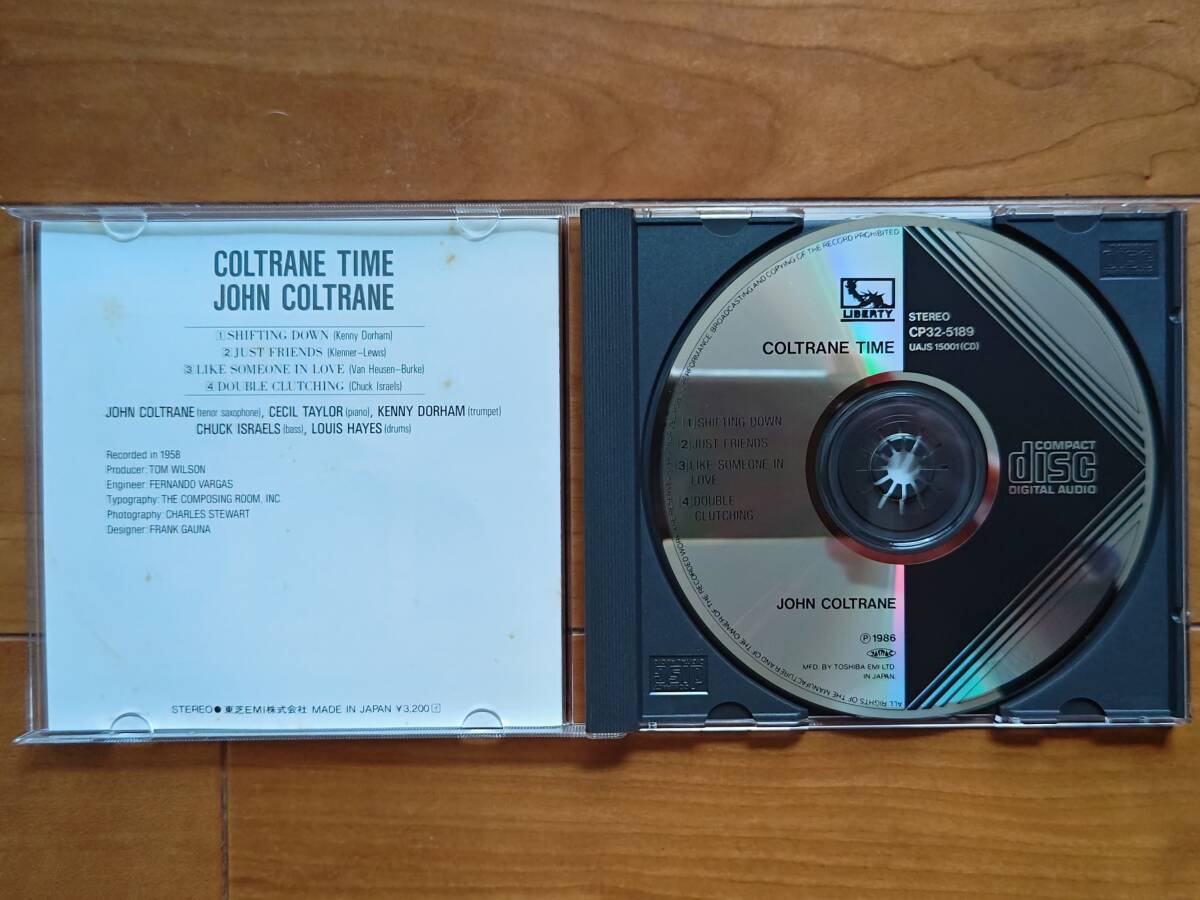 COLTRANE TIME
JOHN COLTRANE
1 SHIFTING DOWN (Kenny Dorham)
2 JUST FRIENDS (Klenner–Lewis)
3 LIKE SOMEONE IN LOVE (Van Heusen–Burke)
4 DOUBLE CLUTCHING (Chuck Israels)
JOHN COLTRANE (tenor saxophone), CECIL TAYLOR (piano), KENNY DORHAM (trumpet)
CHUCK ISRAELS (bass), LOUIS HAYES (drums)
Recorded in 1958
Producer: TOM WILSON
Engineer: FERNANDO VARGAS
Typography: THE COMPOSING ROOM, INC.
Photography: CHARLES STEWART
Designer: FRANK GAUNA
STEREO ● 東芝EMI株式会社 MADE IN JAPAN ¥3,200
LIBERTY
STEREO
CP32-5189
UAJS 15001(CD)
COLTRANE TIME
1 SHIFTING DOWN
2 JUST FRIENDS
3 LIKE SOMEONE IN
LOVE
4 DOUBLE
CLUTCHING
COMPACT
disc
DIGITAL AUDIO
JOHN COLTRANE
Ⓟ 1986
JASRAC
MFD. BY TOSHIBA EMI LTD
IN JAPAN.
ALL RIGHTS OF THE MANUFACTURER AND OF THE OWNER OF THE RECORDED WORK
PERFORMANCE, BROADCASTING AND COPYING OF THE RECORD PROHIBITED